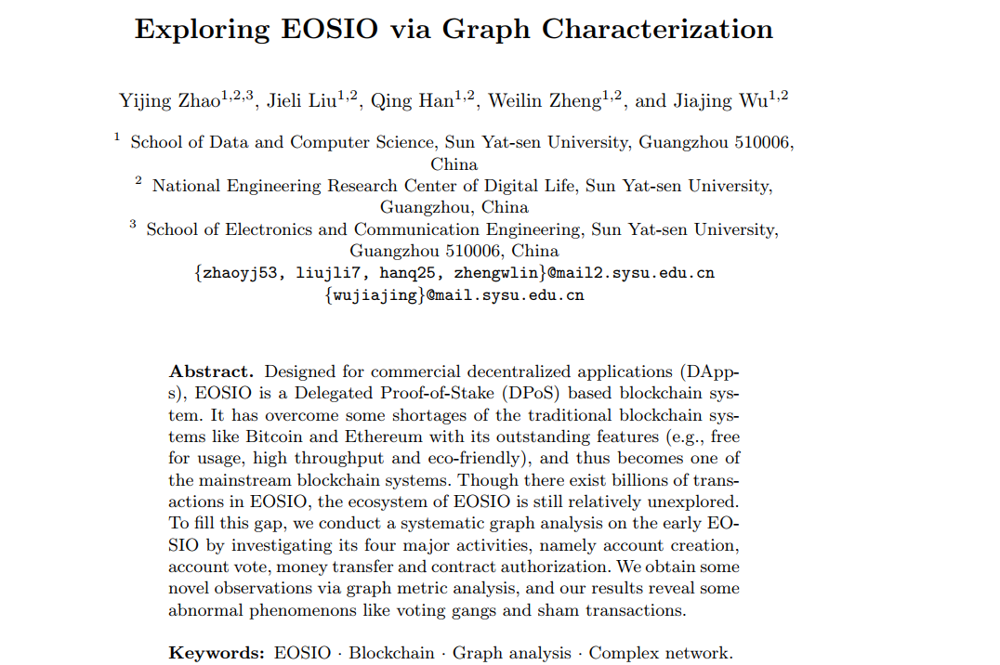 Exploring EOSIO via Graph Characterization
Yijing Zhao1,2,3, Jieli Liu1,2, Qing Han1,2, Weilin Zheng1,2, and Jiajing Wu1,2
1 School of Data and Computer Science, Sun Yat-sen University, Guangzhou 510006,
China
2 National Engineering Research Center of Digital Life, Sun Yat-sen University,
Guangzhou, China
3 School of Electronics and Communication Engineering, Sun Yat-sen University,
Guangzhou 510006, China
{zhaoyj53, liujli7, hanq25, zhengwlin}@mail2.sysu.edu.cn
{wujiajing}@mail.sysu.edu.cn
Abstract. Designed for commercial decentralized applications (DApp-
s), EOSIO is a Delegated Proof-of-Stake (DPoS) based blockchain sys-
tem. It has overcome some shortages of the traditional blockchain sys-
tems like Bitcoin and Ethereum with its outstanding features (e.g., free
for usage, high throughput and eco-friendly), and thus becomes one of
the mainstream blockchain systems. Though there exist billions of trans-
actions in EOSIO, the ecosystem of EOSIO is still relatively unexplored.
To fill this gap, we conduct a systematic graph analysis on the early EO-
SIO by investigating its four major activities, namely account creation,
account vote, money transfer and contract authorization. We obtain some
novel observations via graph metric analysis, and our results reveal some
abnormal phenomenons like voting gangs and sham transactions.
Keywords: EOSIO · Blockchain · Graph analysis · Complex network.